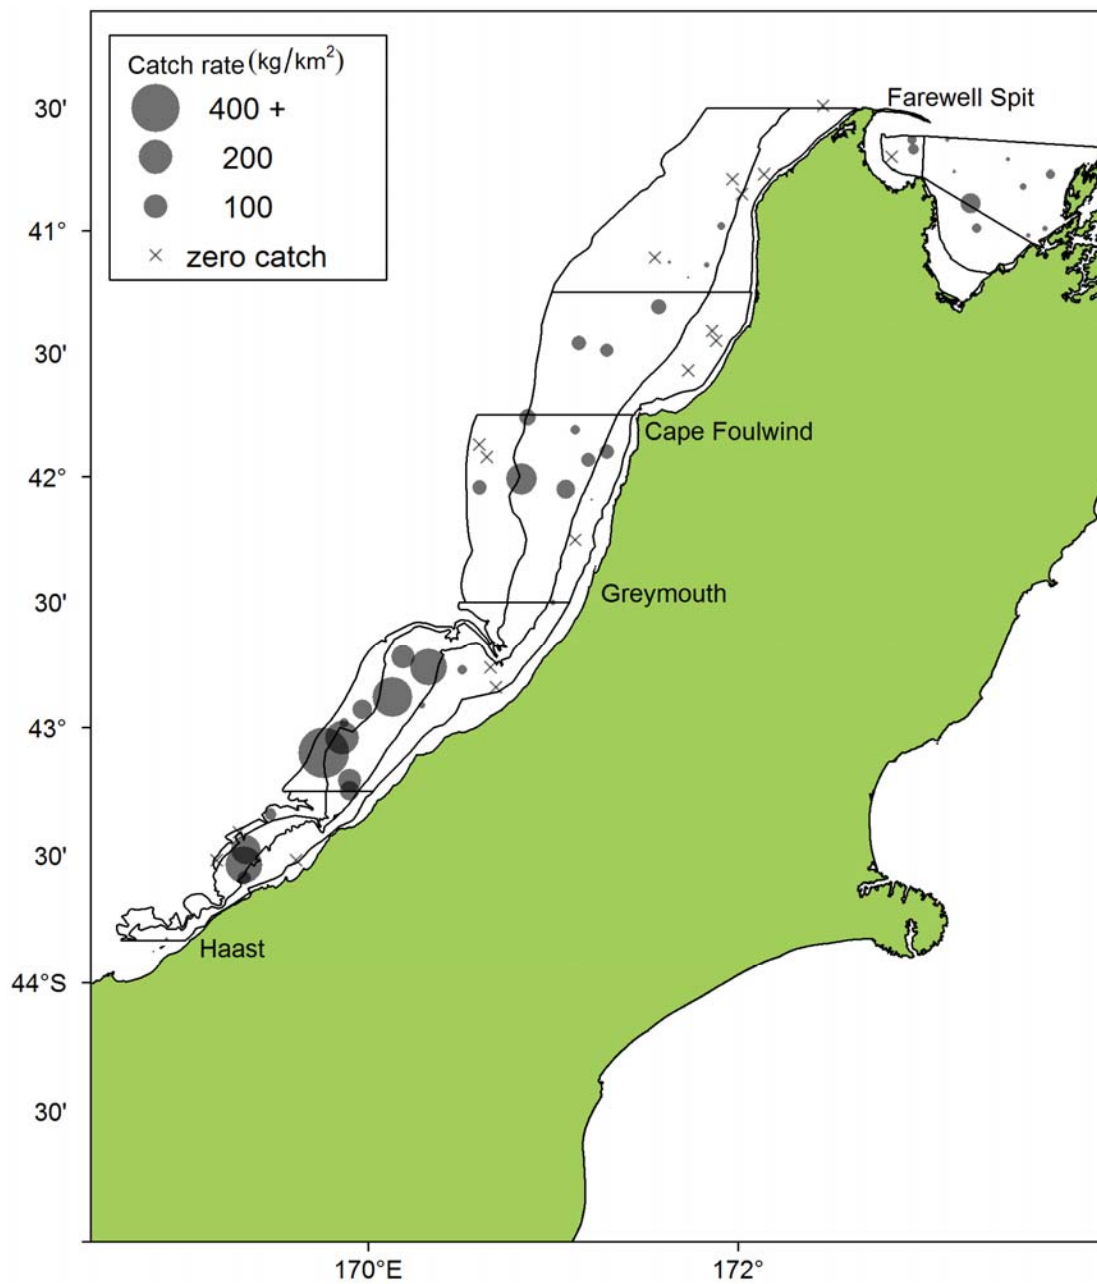 Catch rate (kg/km²)
400 +
200
100
zero catch
30'
41°
30'
42°
30'
43°
30'
44°S
30'
Farewell Spit
Cape Foulwind
Greymouth
Haast
170°E
172°